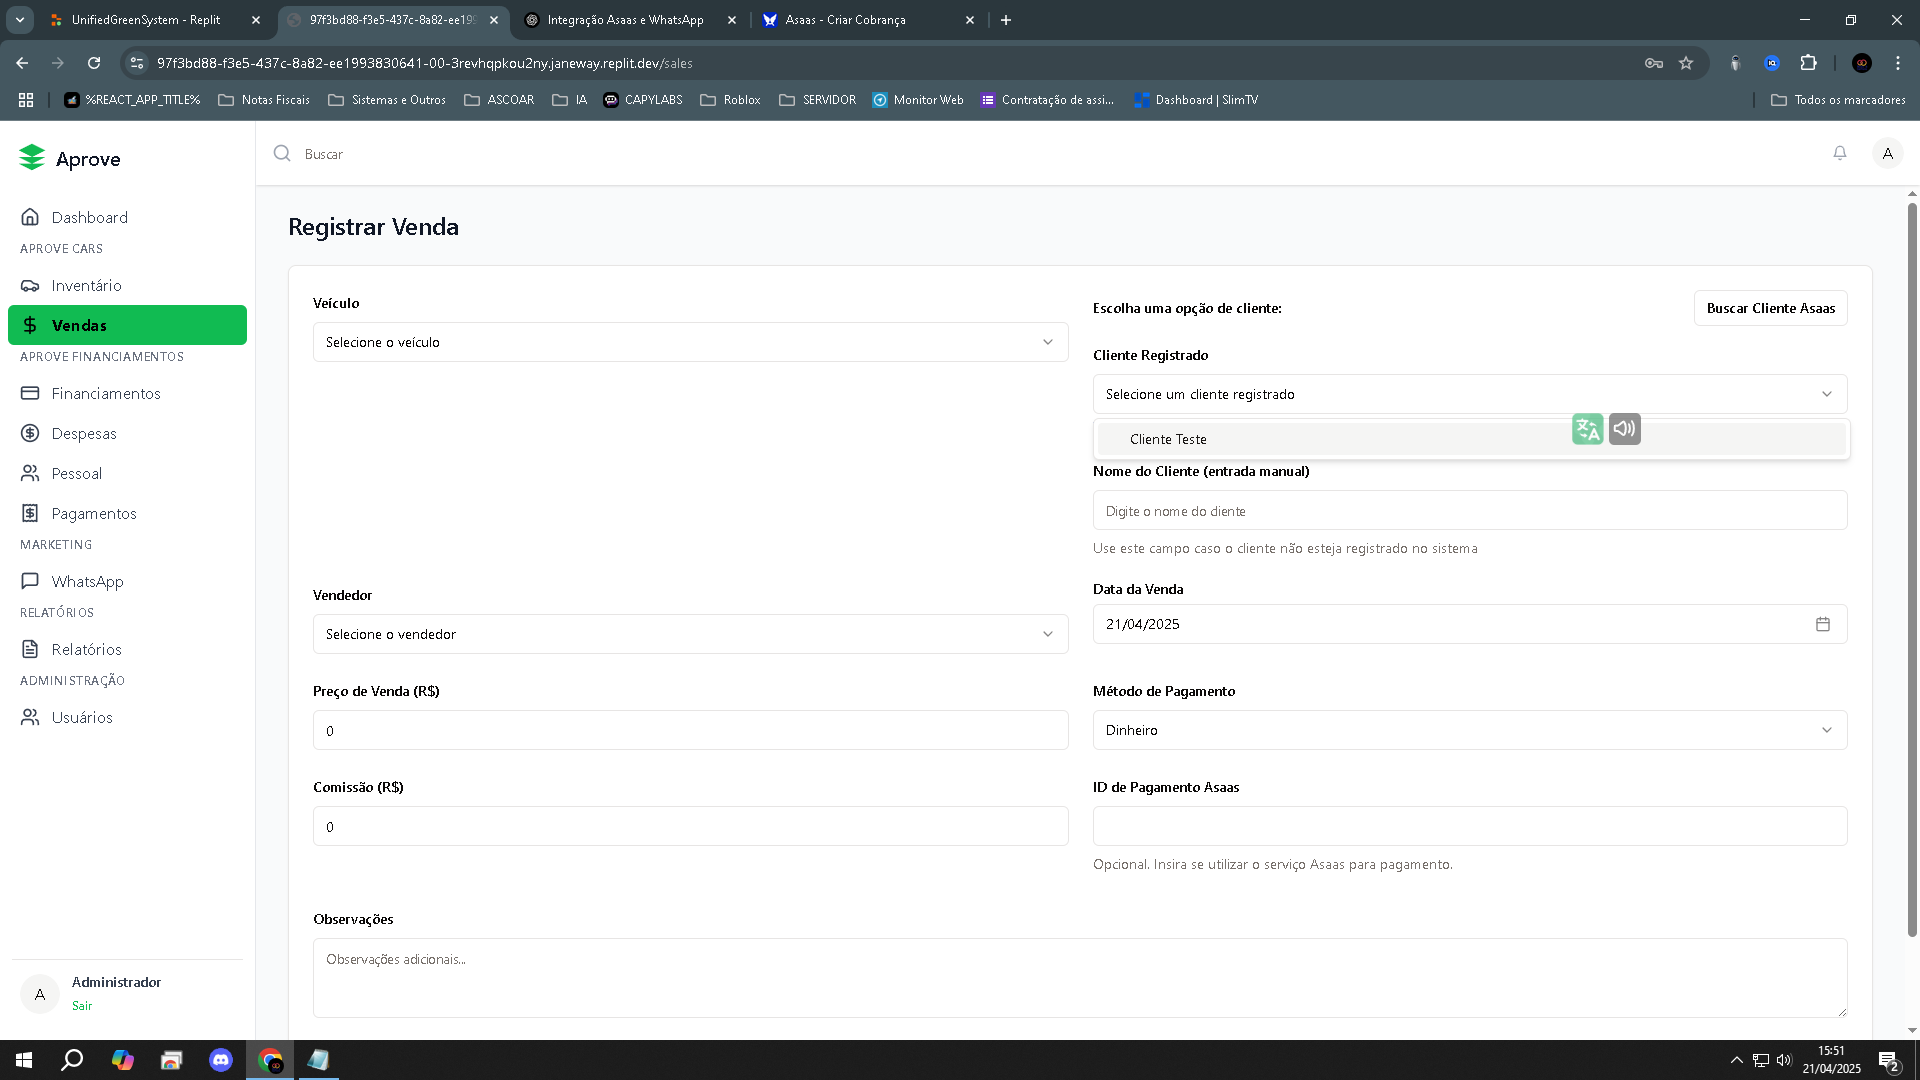 UnifiedGreenSystem - Replit
97f3bd88-f3e5-437c-8a82-ee199
Integração Asaas e WhatsApp
Asaas - Criar Cobrança
97f3bd88-f3e5-437c-8a82-ee1993830641-00-3revhqpkou2ny.janeway.replit.dev/sales
%REACT_APP_TITLE%
Notas Fiscais
Sistemas e Outros
ASCOAR
IA
CAPYLABS
Roblox
SERVIDOR
Monitor Web
Contratação de assi...
Dashboard | SlimTV
Todos os marcadores
Aprove
Buscar
A
Dashboard
APROVE CARS
Inventário
Vendas
APROVE FINANCIAMENTOS
Financiamentos
Despesas
Pessoal
Pagamentos
MARKETING
WhatsApp
RELATÓRIOS
Relatórios
ADMINISTRAÇÃO
Usuários
A
Administrador
Sair
Registrar Venda
Veículo
Selecione o veículo
Escolha uma opção de cliente:
Buscar Cliente Asaas
Cliente Registrado
Selecione um cliente registrado
Cliente Teste
Nome do Cliente (entrada manual)
Digite o nome do cliente
Use este campo caso o cliente não esteja registrado no sistema
Vendedor
Selecione o vendedor
Data da Venda
21/04/2025
Preço de Venda (R$)
0
Método de Pagamento
Dinheiro
Comissão (R$)
0
ID de Pagamento Asaas
Opcional. Insira se utilizar o serviço Asaas para pagamento.
Observações
Observações adicionais...
15:51
21/04/2025
2